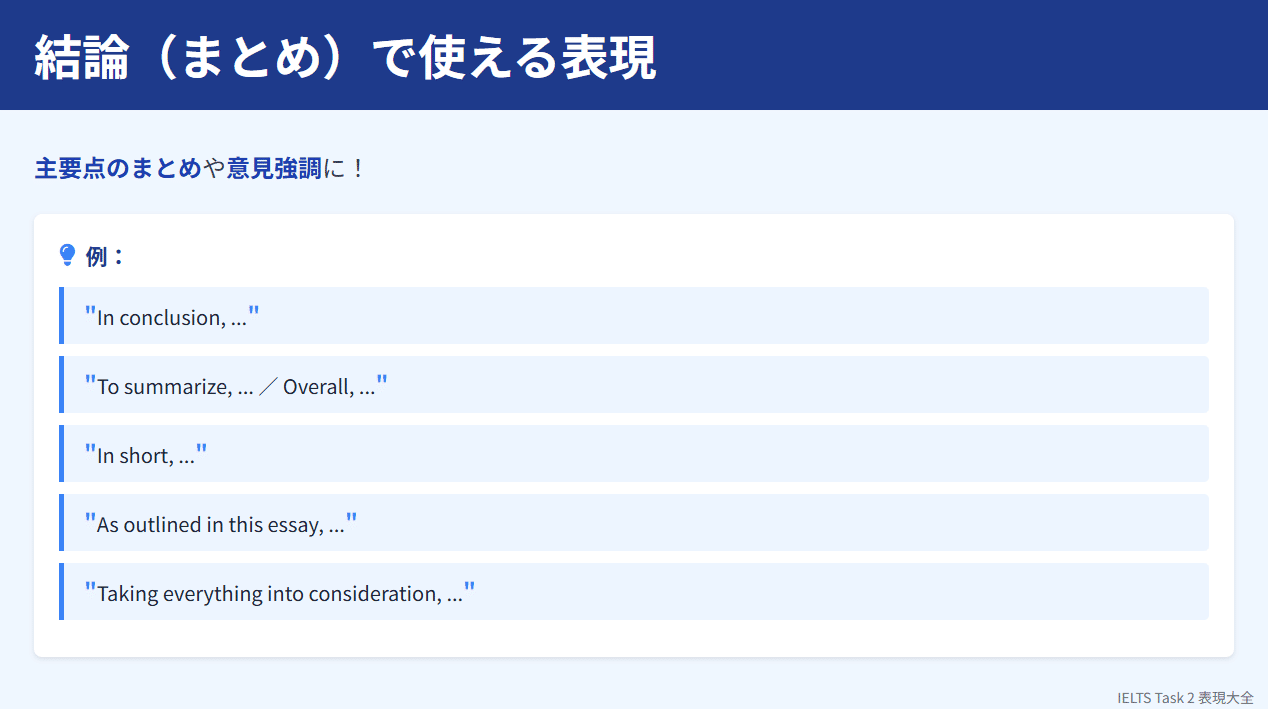 結論（まとめ）で使える表現
主要点のまとめや意見強調に！
例：
"In conclusion, ..."
"To summarize, ... ／ Overall, ..."
"In short, ..."
"As outlined in this essay, ..."
"Taking everything into consideration, ..."
IELTS Task 2 表現大全